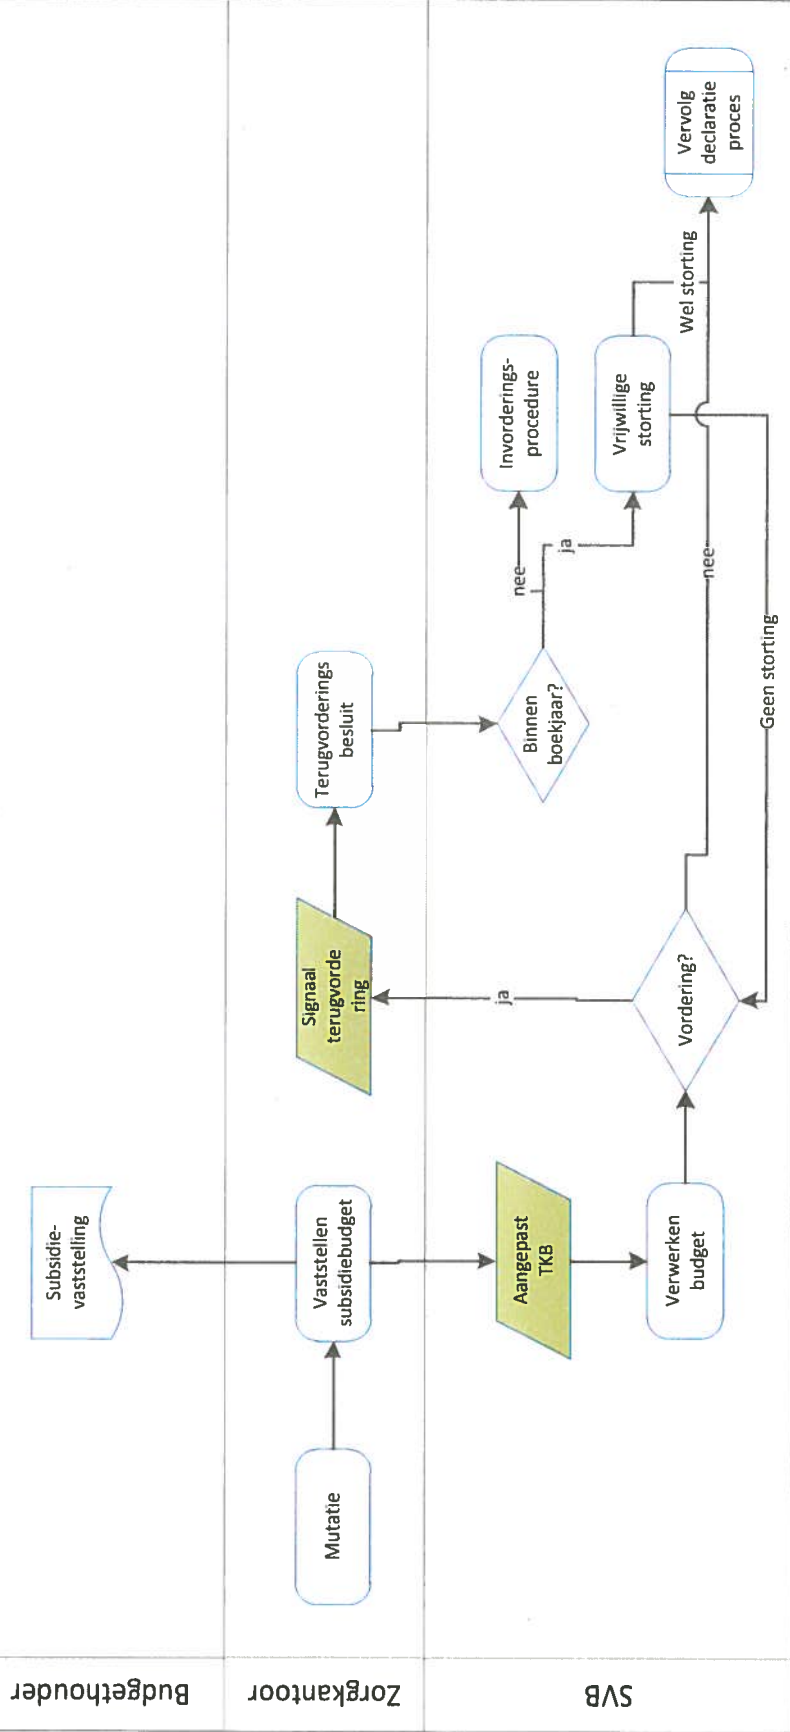 Budgethouder
Subsidie-
vaststelling
Zorgkantoor
Mutatie
Vaststellen
subsidiebudget
Signaal
terugvorde
ring
Terugvorderings
besluit
SVB
Aangepast
TKB
Verwerken
budget
Vordering?
ja
nee
Binnen
boekjaar?
nee
ja
Invorderings-
procedure
Vrijwillige
storting
Wel storting
Geen storting
Vervolg
declaratie
proces